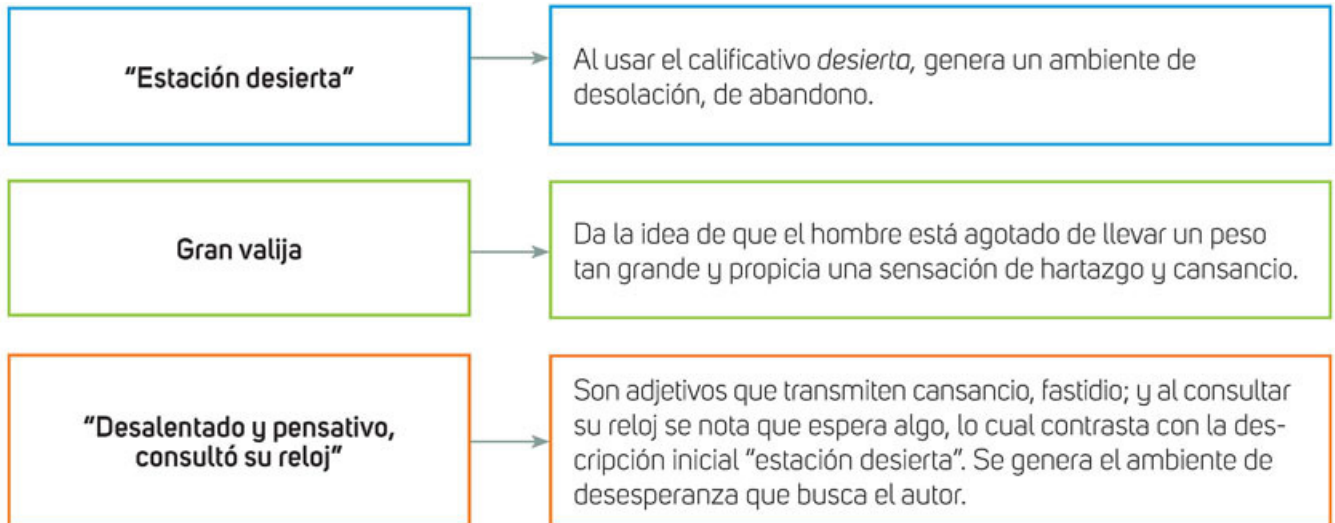 “Estación desierta”
Al usar el calificativo desierta, genera un ambiente de
desolación, de abandono.
Gran valija
Da la idea de que el hombre está agotado de llevar un peso
tan grande y propicia una sensación de hartazgo y cansancio.
“Desalentado y pensativo,
consultó su reloj”
Son adjetivos que transmiten cansancio, fastidio; y al consultar
su reloj se nota que espera algo, lo cual contrasta con la des-
cripción inicial “estación desierta”. Se genera el ambiente de
desesperanza que busca el autor.